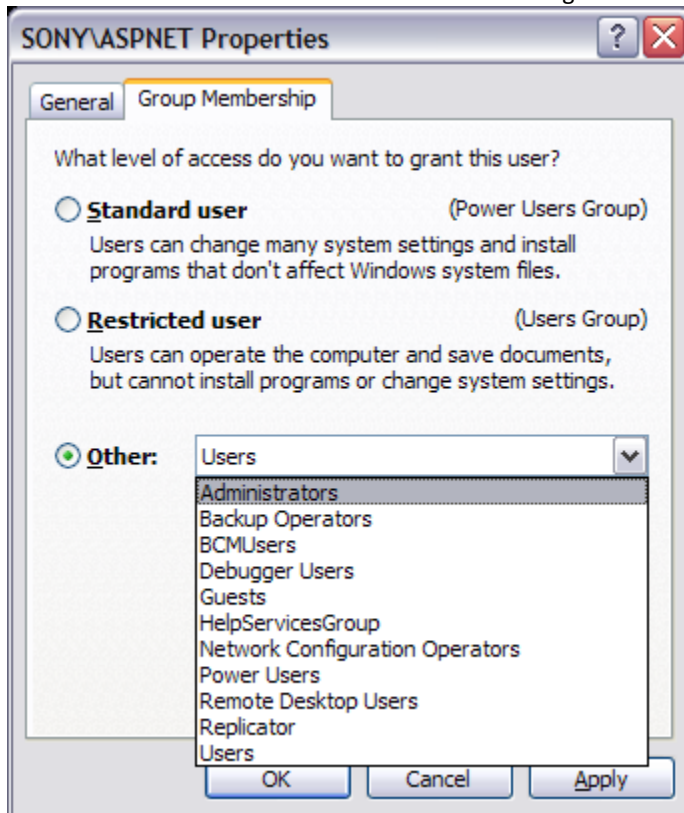 SONY\ASPNET Properties
General Group Membership
What level of access do you want to grant this user?
Standard user (Power Users Group)
Users can change many system settings and install
programs that don't affect Windows system files.
Restricted user (Users Group)
Users can operate the computer and save documents,
but cannot install programs or change system settings.
Other: Users
Administrators
Backup Operators
BCMUsers
Debugger Users
Guests
HelpServicesGroup
Network Configuration Operators
Power Users
Remote Desktop Users
Replicator
Users
OK Cancel Apply